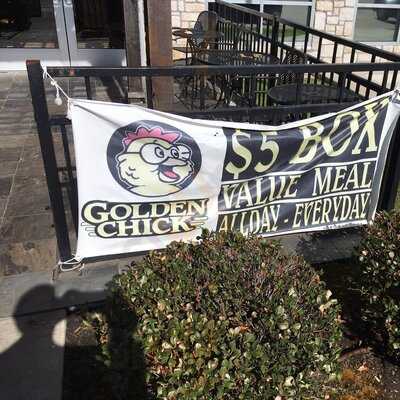 GOLDEN
CHICK
$5 BOX
VALUE MEAL
ALLDAY - EVERYDAY